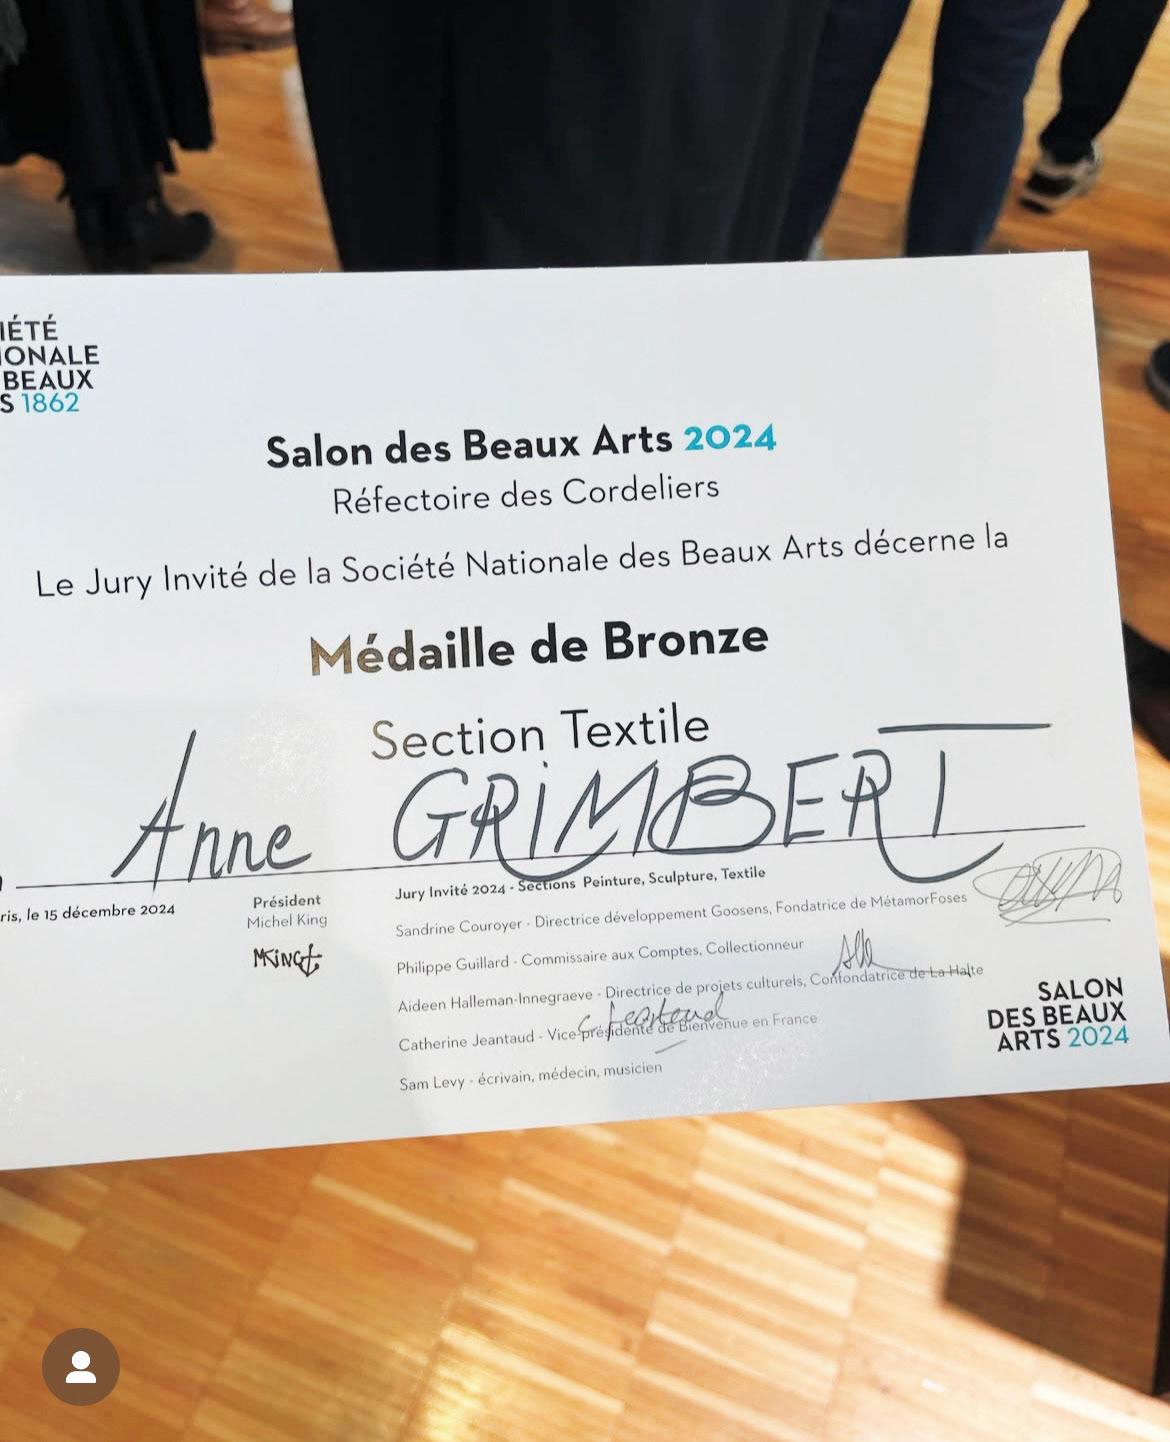 IÉTÉ
IONALE
BEAUX
S 1862
Salon des Beaux Arts 2024
Réfectoire des Cordeliers
Le Jury Invité de la Société Nationale des Beaux Arts décerne la
Médaille de Bronze
Section Textile
Anne GRIMBERT
ris, le 15 décembre 2024
Président
Michel King
MKING
Jury Invité 2024 - Sections Peinture, Sculpture, Textile
Sandrine Couroyer - Directrice développement Goosens, Fondatrice de MétamorFoses
Philippe Guillard - Commissaire aux Comptes, Collectionneur
Aideen Halleman-Innegraeve - Directrice de projets culturels, Confondatrice de La Halte
Catherine Jeantaud - Vice-présidente de Bienvenue en France
Sam Levy - écrivain, médecin, musicien
SALON
DES BEAUX
ARTS 2024